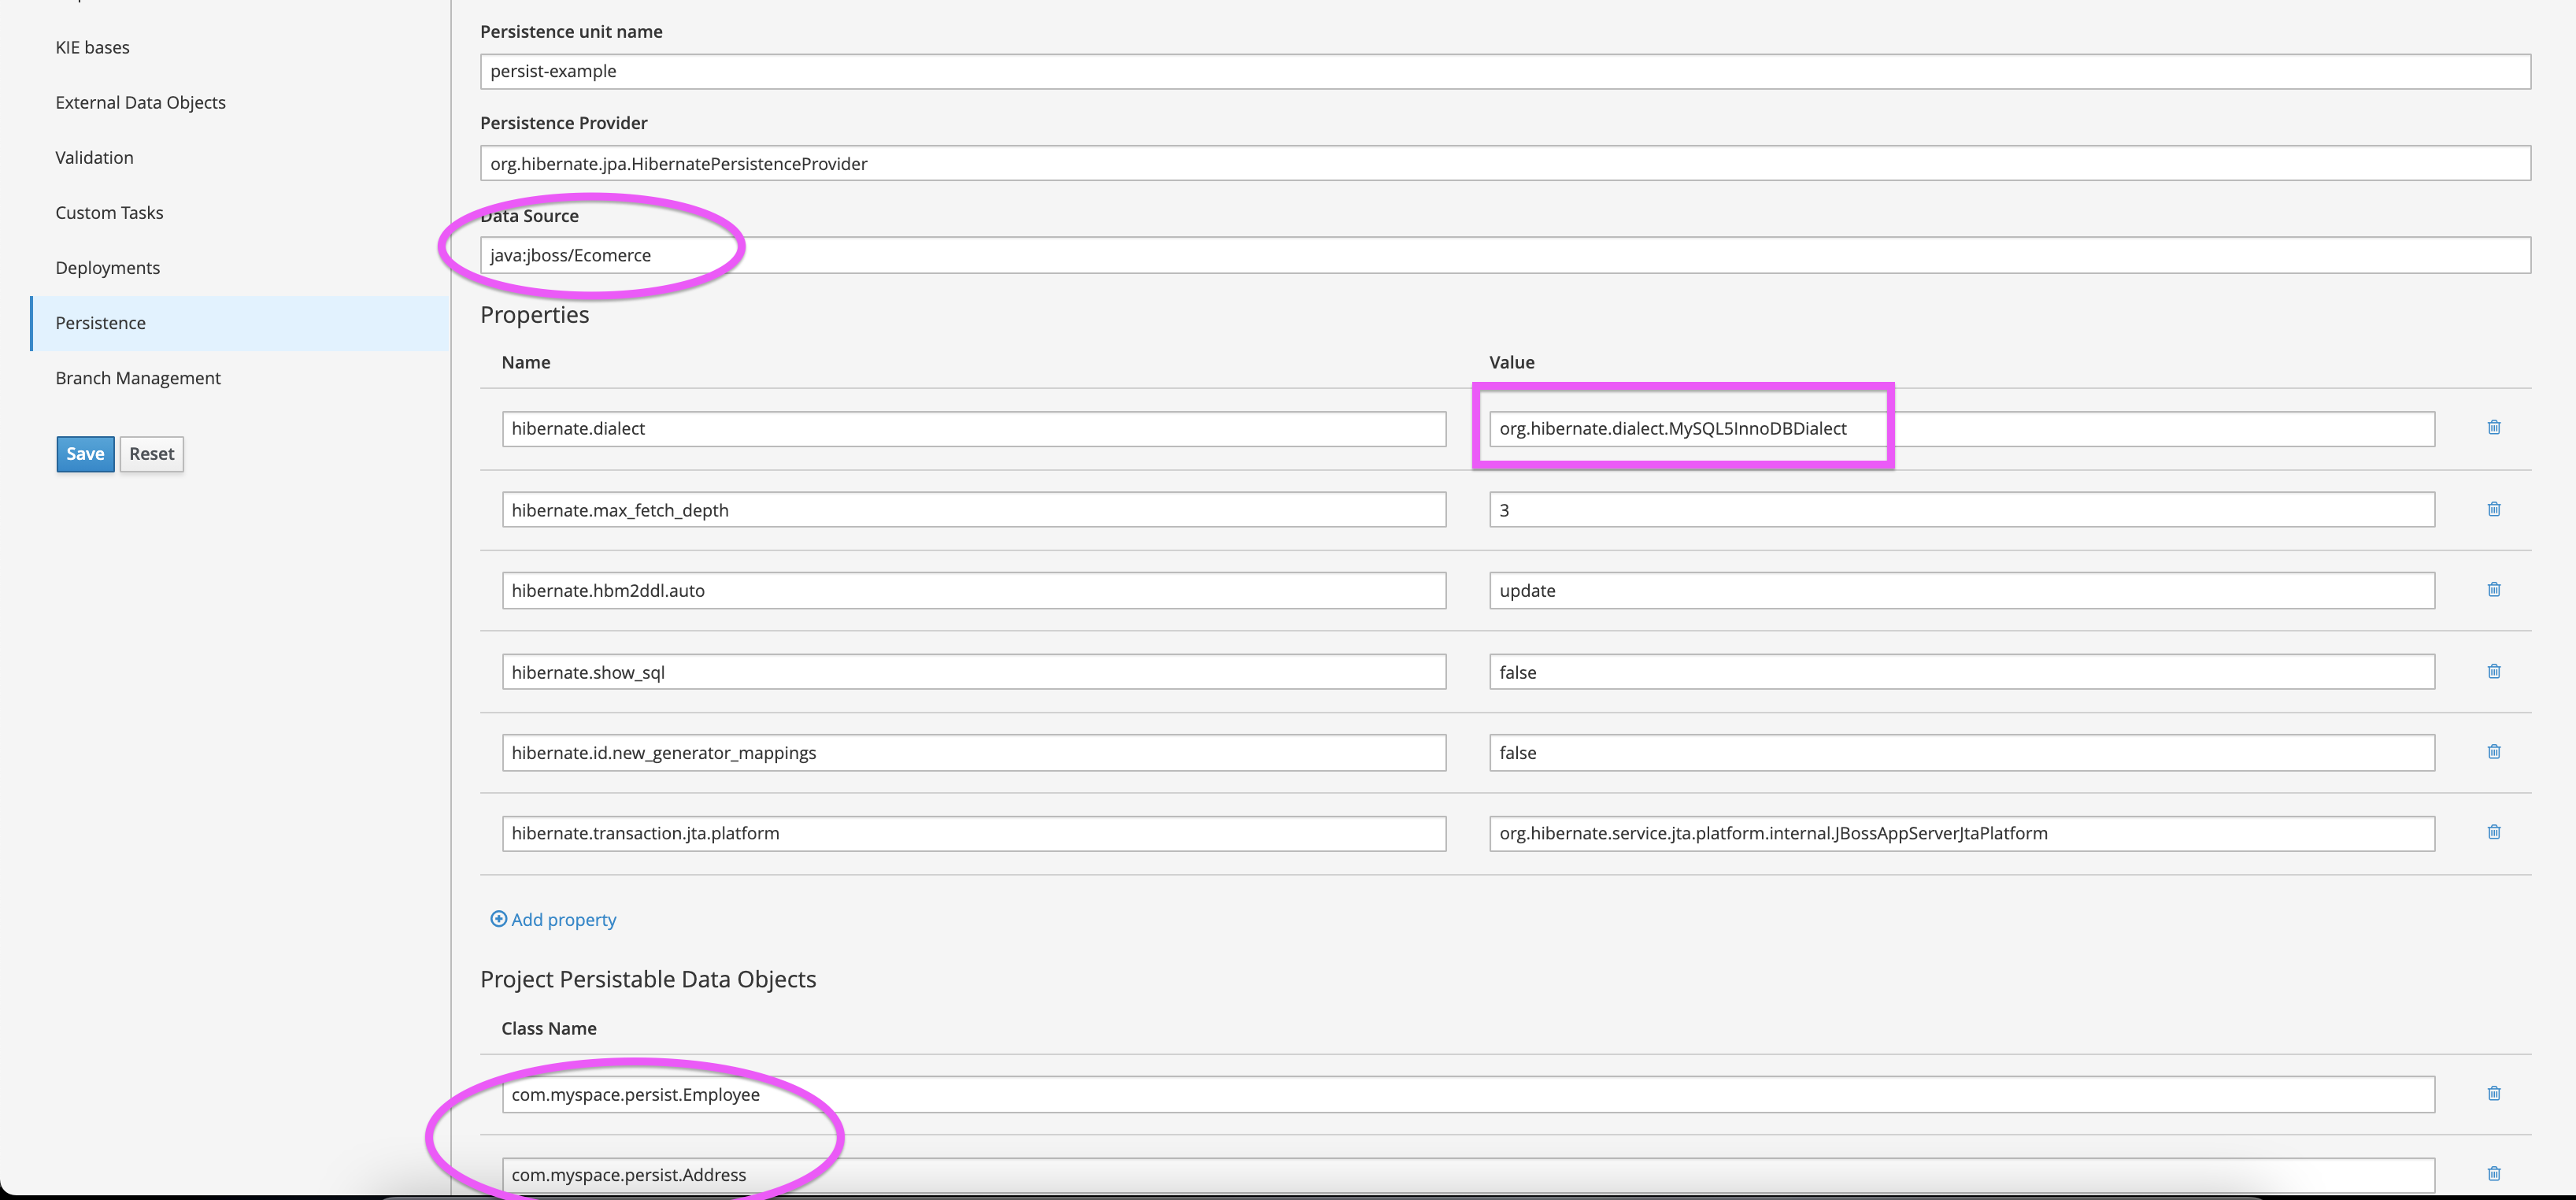 KIE bases
External Data Objects
Validation
Custom Tasks
Deployments
Persistence
Branch Management
Save Reset
Persistence unit name
persist-example
Persistence Provider
org.hibernate.jpa.HibernatePersistenceProvider
Data Source
java:jboss/Ecomerce
Properties
Name Value
hibernate.dialect org.hibernate.dialect.MySQL5InnoDBDialect
hibernate.max_fetch_depth 3
hibernate.hbm2ddl.auto update
hibernate.show_sql false
hibernate.id.new_generator_mappings false
hibernate.transaction.jta.platform org.hibernate.service.jta.platform.internal.JBossAppServerJtaPlatform
Add property
Project Persistable Data Objects
Class Name
com.myspace.persist.Employee
com.myspace.persist.Address